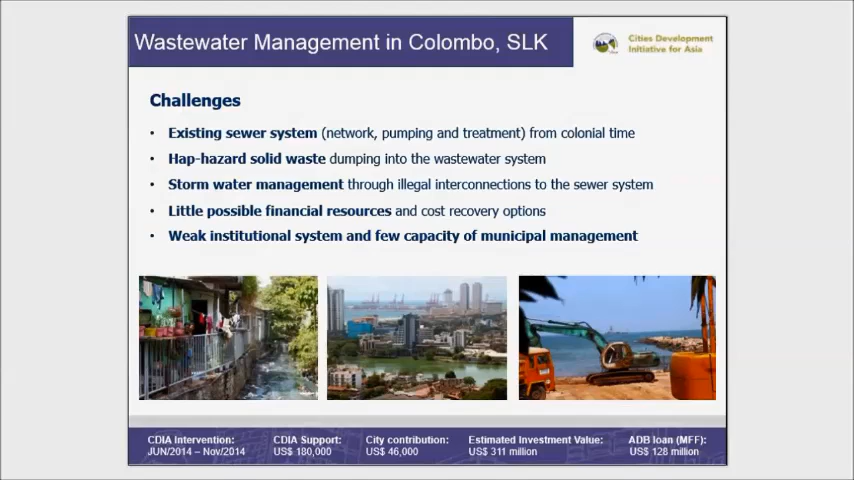 Wastewater Management in Colombo, SLK
Cities Development
Initiative for Asia
Challenges
• Existing sewer system (network, pumping and treatment) from colonial time
• Hap-hazard solid waste dumping into the wastewater system
• Storm water management through illegal interconnections to the sewer system
• Little possible financial resources and cost recovery options
• Weak institutional system and few capacity of municipal management
CDIA Intervention:
JUN/2014 – Nov/2014
CDIA Support:
US$ 180,000
City contribution:
US$ 46,000
Estimated Investment Value:
US$ 311 million
ADB loan (MFF):
US$ 128 million